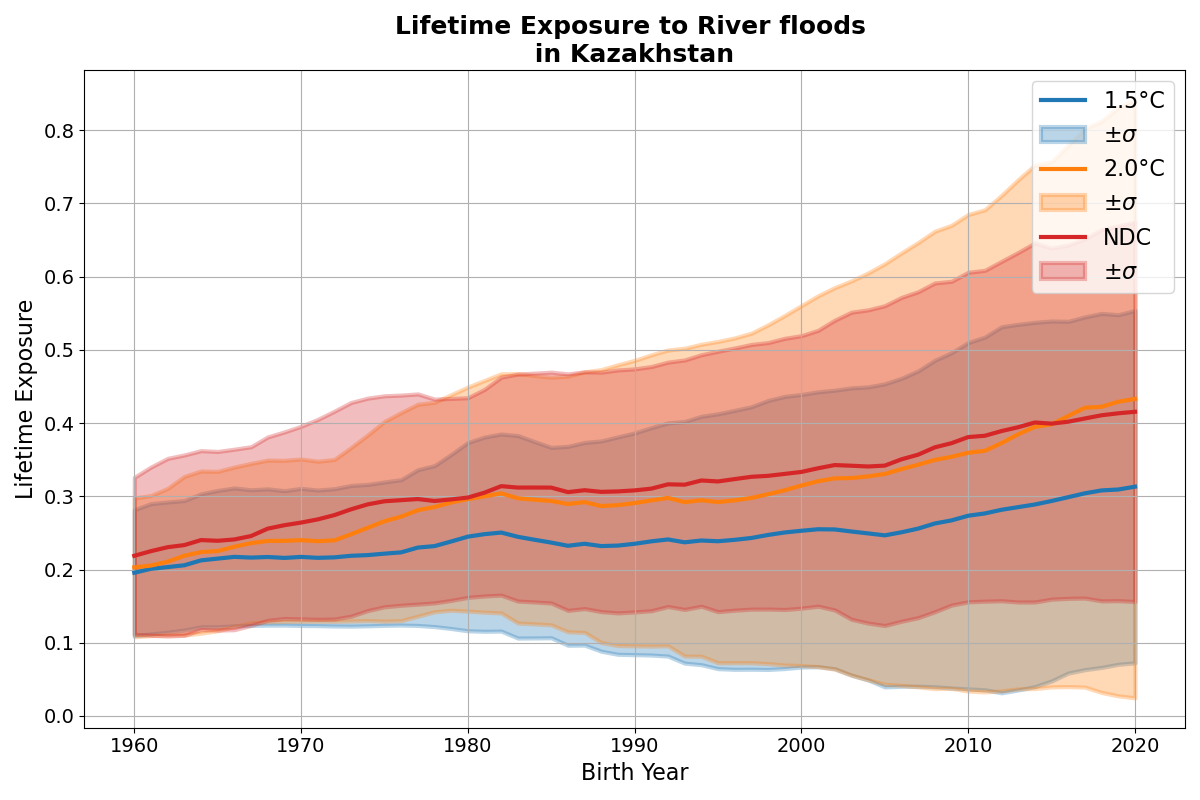 Lifetime Exposure to River floods
in Kazakhstan
1.5°C
±σ
2.0°C
±σ
NDC
±σ
0.8
0.7
0.6
0.5
0.4
0.3
0.2
0.1
0.0
Lifetime Exposure
1960 1970 1980 1990 2000 2010 2020
Birth Year